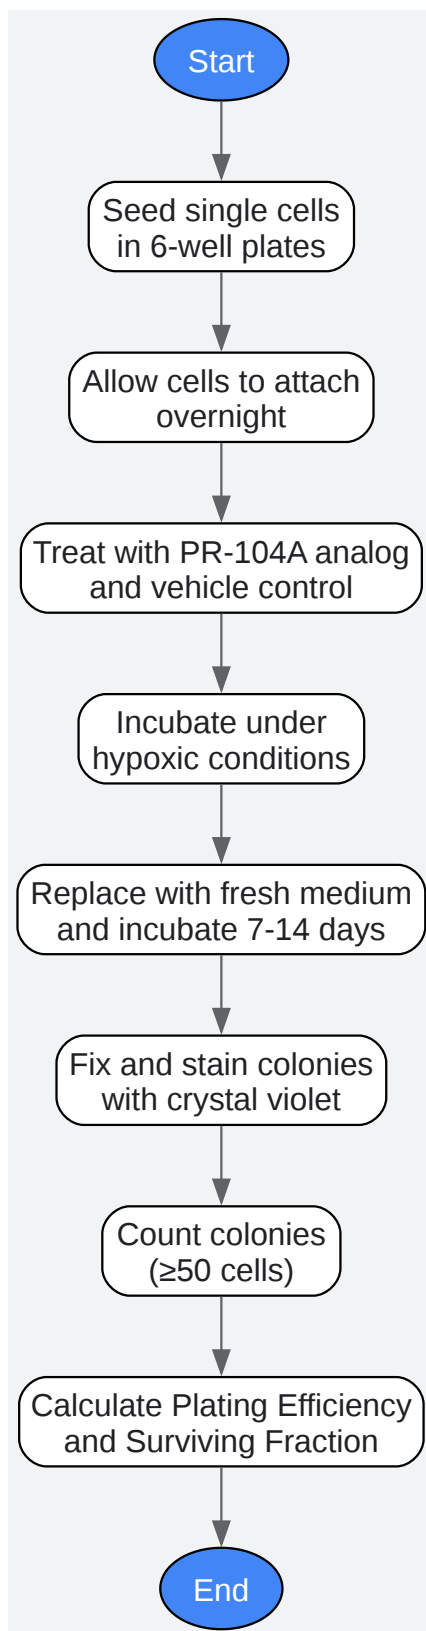 Start
Seed single cells
in 6-well plates
Allow cells to attach
overnight
Treat with PR-104A analog
and vehicle control
Incubate under
hypoxic conditions
Replace with fresh medium
and incubate 7-14 days
Fix and stain colonies
with crystal violet
Count colonies
(≥50 cells)
Calculate Plating Efficiency
and Surviving Fraction
End